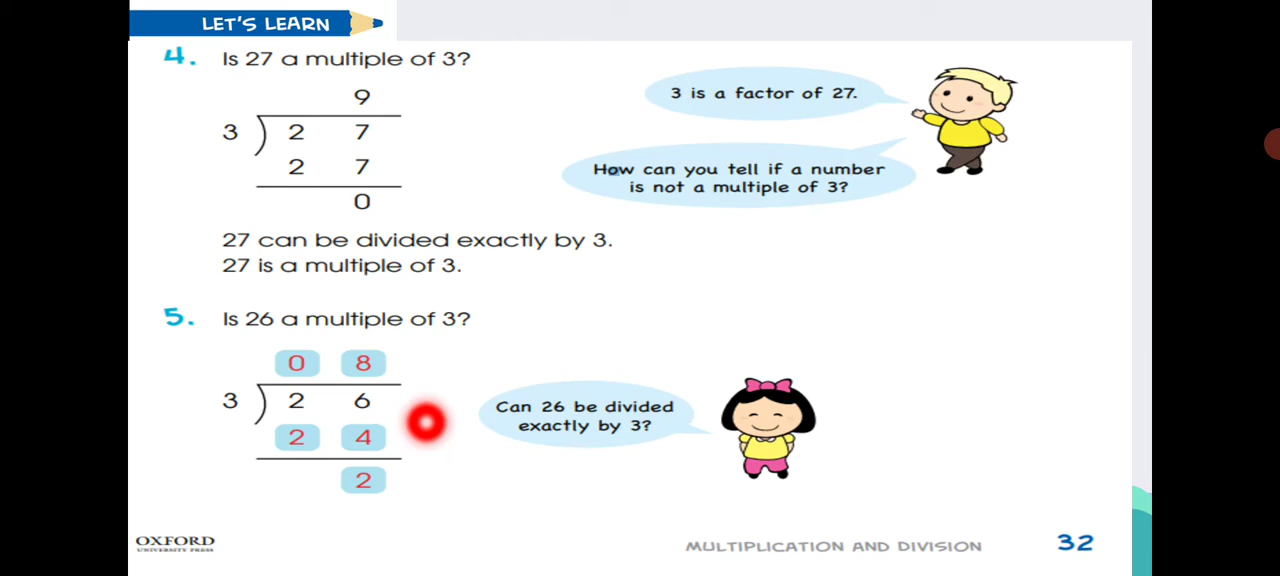 LET'S LEARN
4. Is 27 a multiple of 3?
9
3 ) 2 7
2 7
0
3 is a factor of 27.
How can you tell if a number
is not a multiple of 3?
27 can be divided exactly by 3.
27 is a multiple of 3.
5. Is 26 a multiple of 3?
0 8
3 ) 2 6
2 4
2
Can 26 be divided
exactly by 3?
OXFORD
UNIVERSITY PRESS
MULTIPLICATION AND DIVISION 32